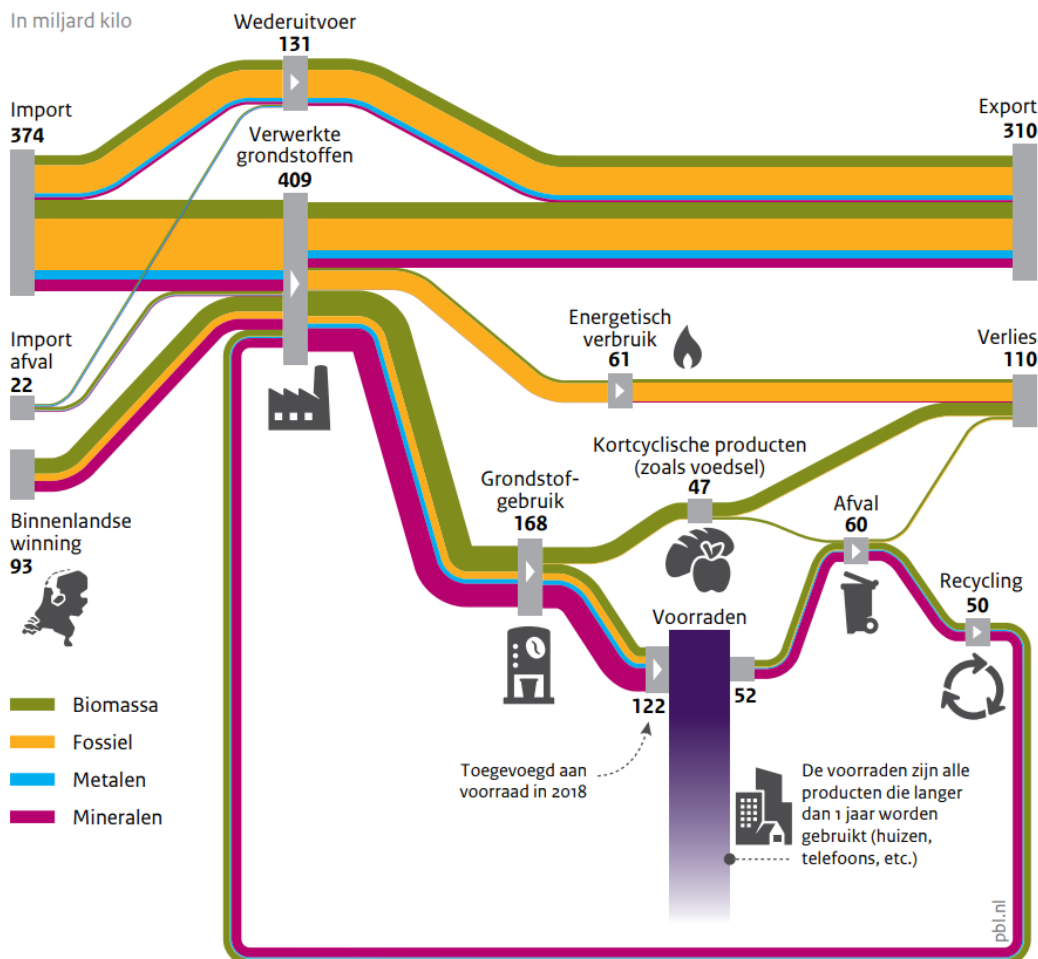 In miljard kilo
Wederuitvoer
131
Import
374
Export
310
Verwerkte
grondstoffen
409
Import
afval
22
Energetisch
verbruik
61
Verlies
110
Kortcyclische producten
(zoals voedsel)
47
Grondstof-
gebruik
168
Afval
60
Binnenlandse
winning
93
Recycling
50
Voorraden
122
52
Biomassa
Fossiel
Metalen
Mineralen
Toegevoegd aan
voorraad in 2018
De voorraden zijn alle
producten die langer
dan 1 jaar worden
gebruikt (huizen,
telefoons, etc.)
pbl.nl